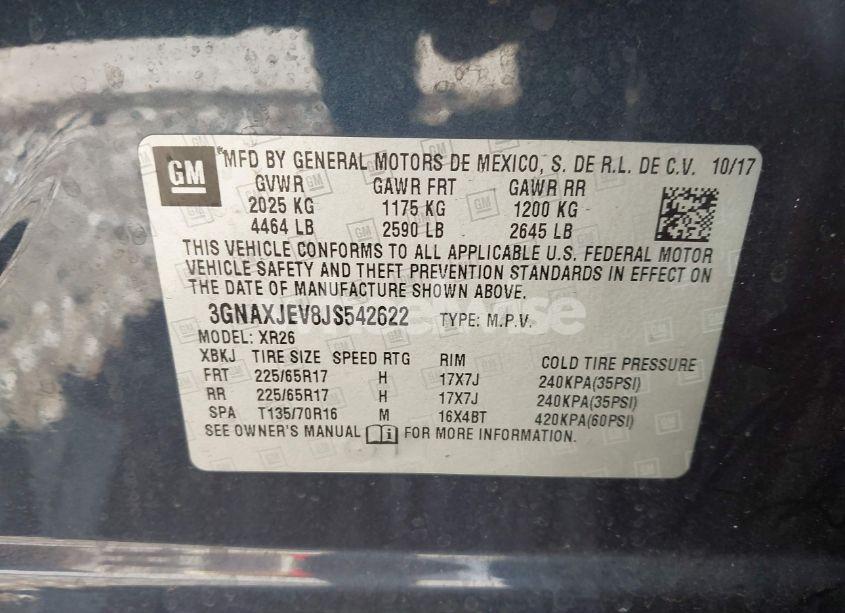 GM
*MFD BY GENERAL MOTORS DE MEXICO, S. DE R.L. DE C.V. 10/17
GVWR GAWR FRT GAWR RR
2025 KG 1175 KG 1200 KG
4464 LB 2590 LB 2645 LB
THIS VEHICLE CONFORMS TO ALL APPLICABLE U.S. FEDERAL MOTOR
VEHICLE SAFETY AND THEFT PREVENTION STANDARDS IN EFFECT ON
THE DATE OF MANUFACTURE SHOWN ABOVE.
3GNAXJEV8JS542622 TYPE: M.P.V.
MODEL: XR26
XBKJ TIRE SIZE SPEED RTG RIM COLD TIRE PRESSURE
FRT 225/65R17 H 17X7J 240KPA(35PSI)
RR 225/65R17 H 17X7J 240KPA(35PSI)
SPA T135/70R16 M 16X4BT 420KPA(60PSI)
SEE OWNER'S MANUAL FOR MORE INFORMATION.